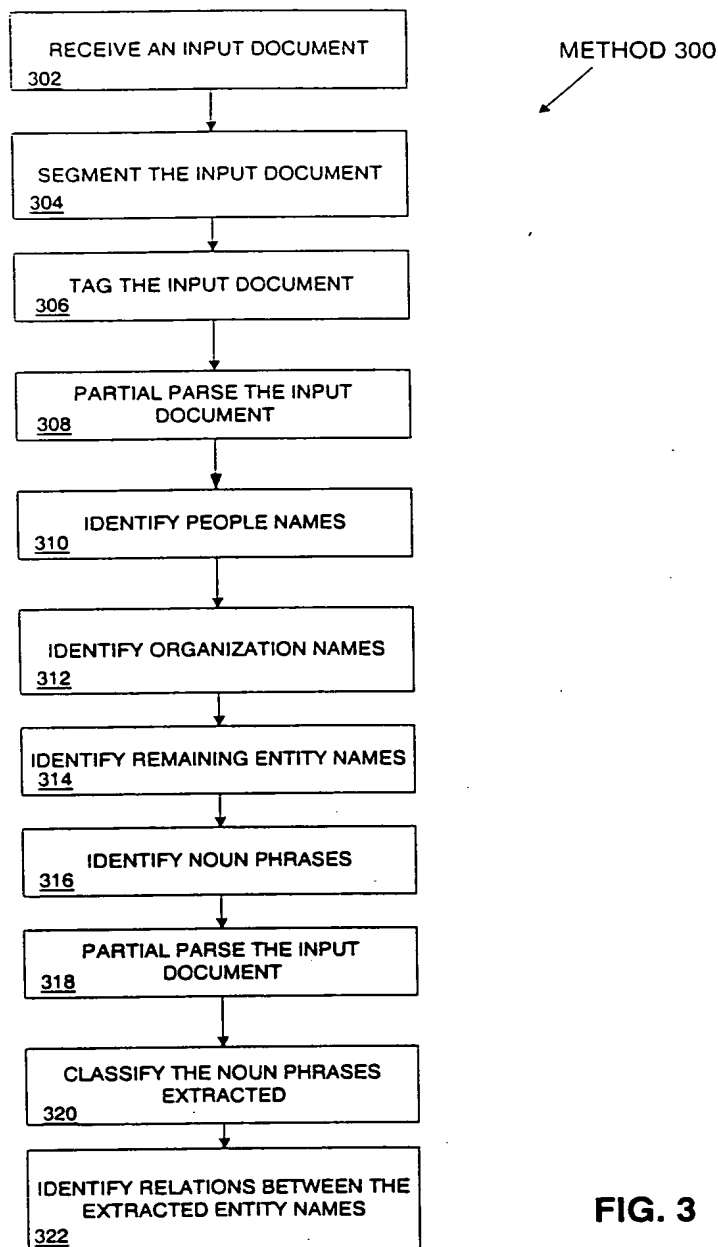 RECEIVE AN INPUT DOCUMENT
302
METHOD 300
SEGMENT THE INPUT DOCUMENT
304
TAG THE INPUT DOCUMENT
306
PARTIAL PARSE THE INPUT
DOCUMENT
308
IDENTIFY PEOPLE NAMES
310
IDENTIFY ORGANIZATION NAMES
312
IDENTIFY REMAINING ENTITY NAMES
314
IDENTIFY NOUN PHRASES
316
PARTIAL PARSE THE INPUT
DOCUMENT
318
CLASSIFY THE NOUN PHRASES
EXTRACTED
320
IDENTIFY RELATIONS BETWEEN THE
EXTRACTED ENTITY NAMES
322
FIG. 3